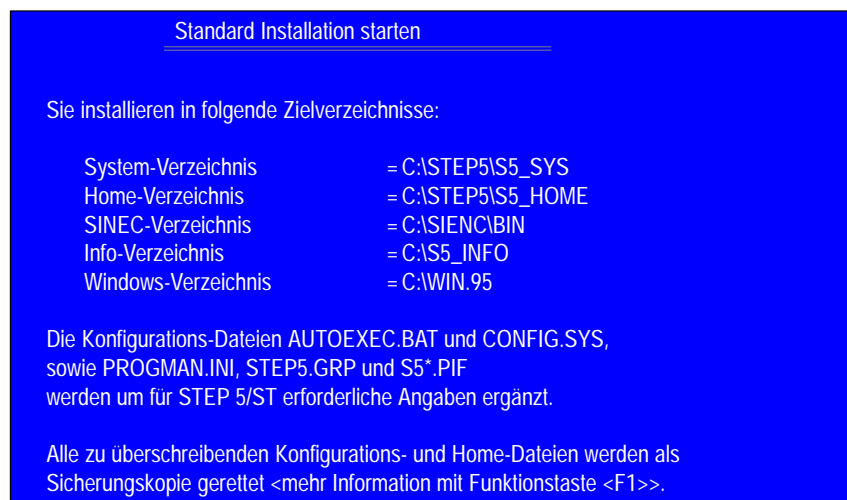 Standard Installation starten
Sie installieren in folgende Zielverzeichnisse:
System-Verzeichnis = C:\STEP5\S5_SYS
Home-Verzeichnis = C:\STEP5\S5_HOME
SINEC-Verzeichnis = C:\SIENC\BIN
Info-Verzeichnis = C:\S5_INFO
Windows-Verzeichnis = C:\WIN.95
Die Konfigurations-Dateien AUTOEXEC.BAT und CONFIG.SYS,
sowie PROGMAN.INI, STEP5.GRP und S5*.PIF
werden um für STEP 5/ST erforderliche Angaben ergänzt.
Alle zu überschreibenden Konfigurations- und Home-Dateien werden als
Sicherungskopie gerettet <mehr Information mit Funktionstaste <F1>>.